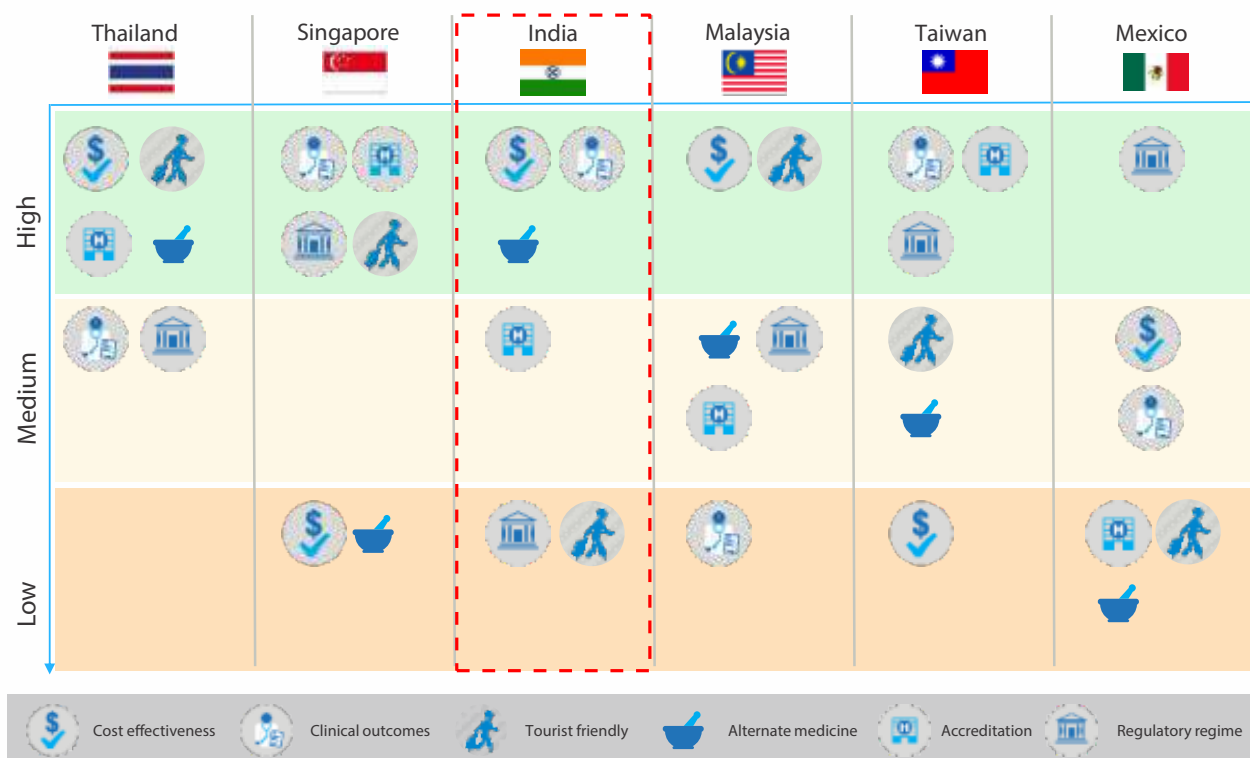 Thailand
Singapore
India
Malaysia
Taiwan
Mexico
High
Medium
Low
Cost effectiveness
Clinical outcomes
Tourist friendly
Alternate medicine
Accreditation
Regulatory regime